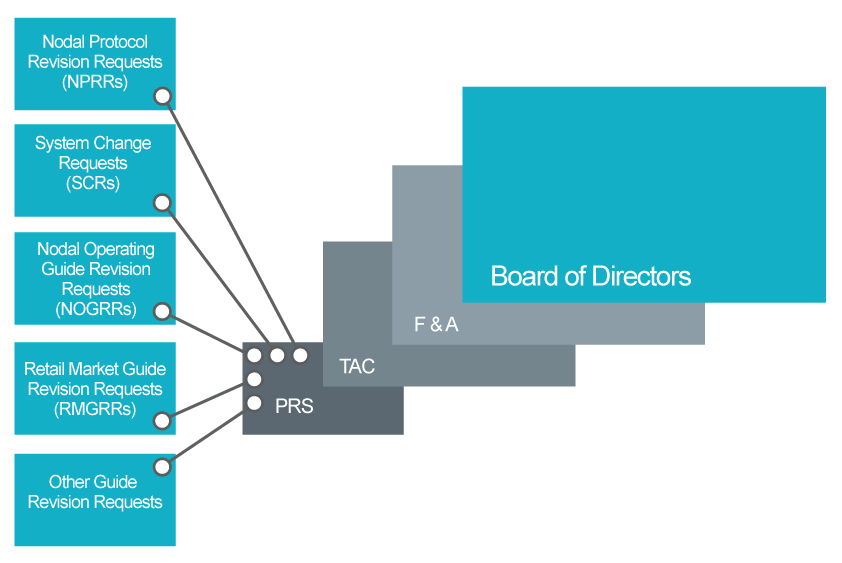 Nodal Protocol
Revision Requests
(NPRRs)
System Change
Requests
(SCRs)
Nodal Operating
Guide Revision
Requests
(NOGRRs)
Retail Market Guide
Revision Requests
(RMGRRs)
Other Guide
Revision Requests
PRS
TAC
F & A
Board of Directors